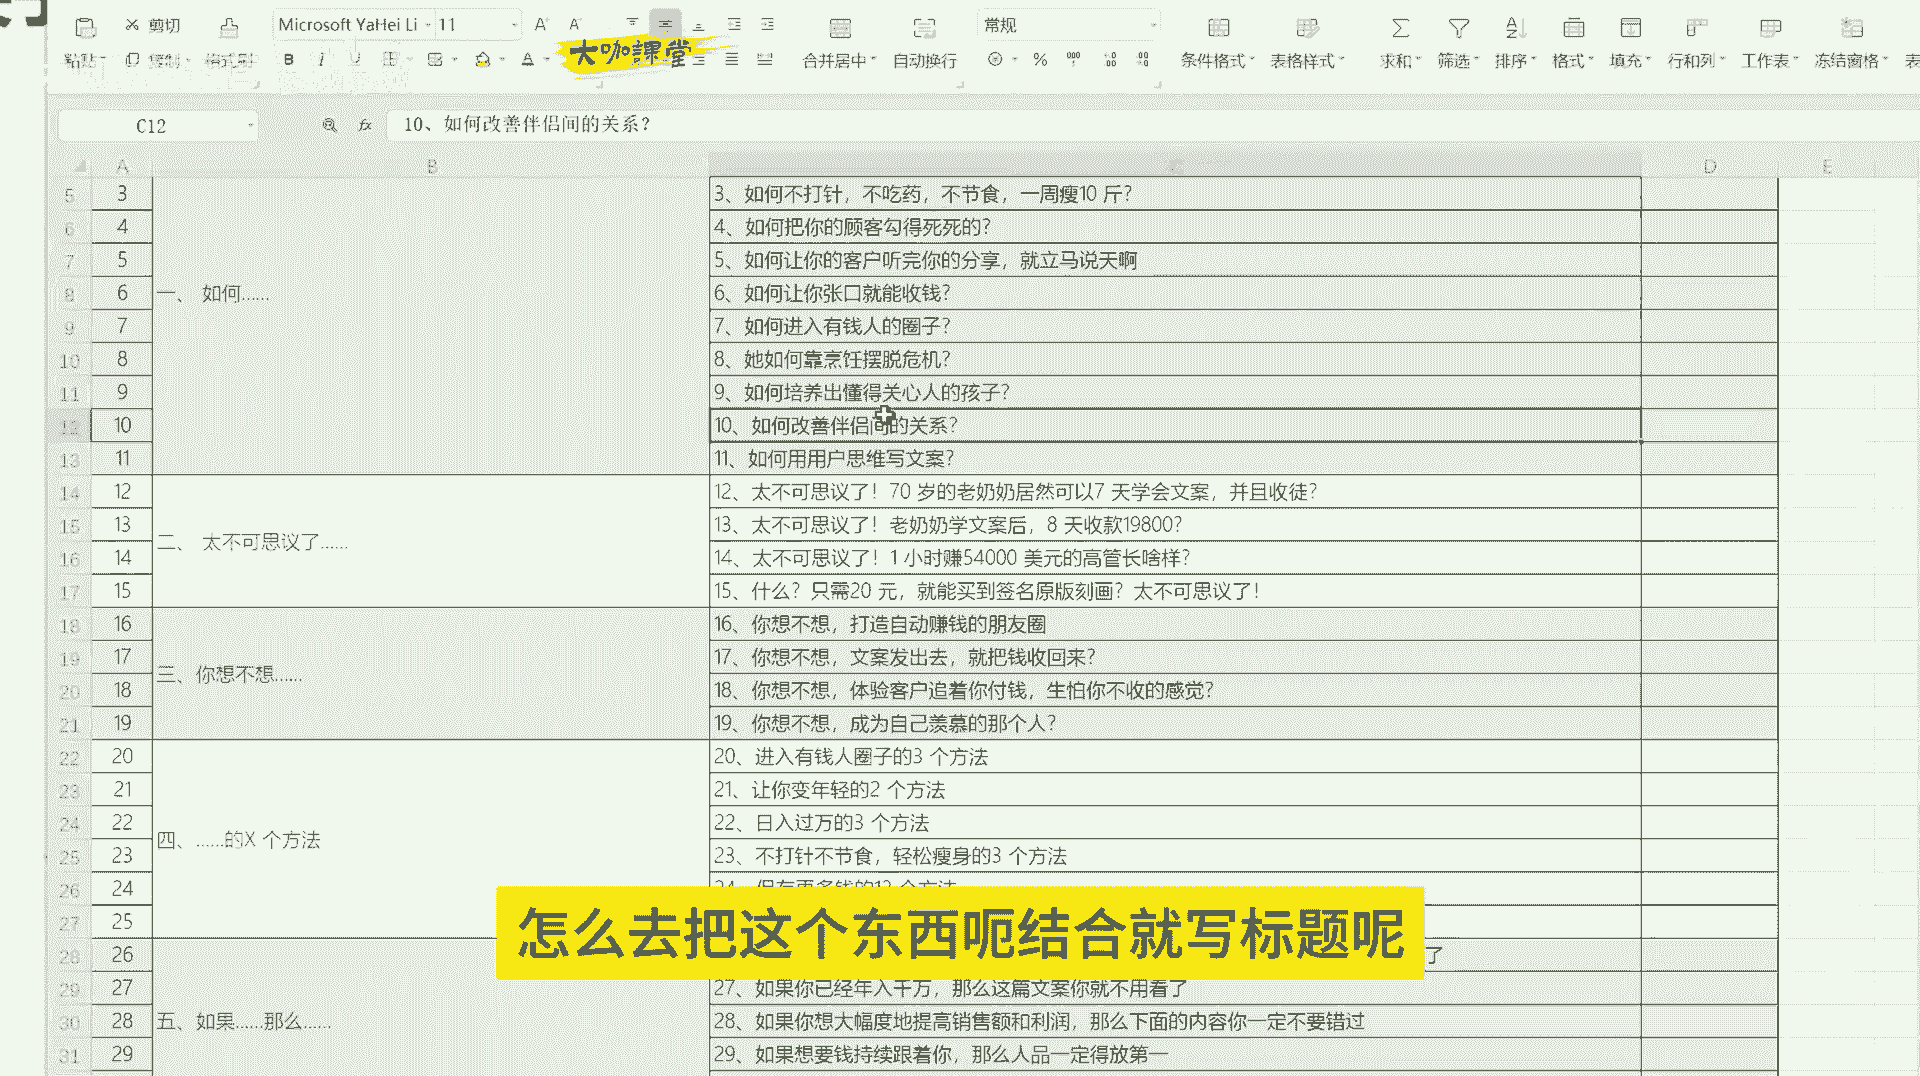 剪切 Microsoft YaHei Li 11 A+ A- 常规
粘贴 复制 格式刷 B I U A 合并居中 自动换行 % 条件格式 表格样式 求和 筛选 排序 格式 填充 行和列 工作表 冻结窗格 表
大咖課堂
C12 fx 10、如何改善伴侣间的关系?
A B C D E
5 3 3、如何不打针，不吃药，不节食，一周瘦10 斤?
6 4 4、如何把你的顾客勾得死死的?
7 5 5、如何让你的客户听完你的分享，就立马说天啊
8 6 一、 如何...... 6、如何让你张口就能收钱?
9 7 7、如何进入有钱人的圈子?
10 8 8、她如何靠烹饪摆脱危机?
11 9 9、如何培养出懂得关心人的孩子?
12 10 10、如何改善伴侣间的关系?
13 11 11、如何用用户思维写文案?
14 12 12、太不可思议了！70 岁的老奶奶居然可以7 天学会文案，并且收徒?
15 13 二、 太不可思议了...... 13、太不可思议了！老奶奶学文案后，8 天收款19800?
16 14 14、太不可思议了！1 小时赚54000 美元的高管长啥样?
17 15 15、什么？只需20 元，就能买到签名原版刻画？太不可思议了！
18 16 16、你想不想，打造自动赚钱的朋友圈
19 17 三、你想不想...... 17、你想不想，文案发出去，就把钱收回来?
20 18 18、你想不想，体验客户追着你付钱，生怕你不收的感觉?
21 19 19、你想不想，成为自己羡慕的那个人?
22 20 20、进入有钱人圈子的3 个方法
23 21 21、让你变年轻的2 个方法
24 22 四、......的X 个方法 22、日入过万的3 个方法
25 23 23、不打针不节食，轻松瘦身的3 个方法
26 24
27 25
怎么去把这个东西呃结合就写标题呢
28 26 了
29 27 27、如果你已经年入千万，那么这篇文案你就不用看了
30 28 五、如果......那么...... 28、如果你想大幅度地提高销售额和利润，那么下面的内容你一定不要错过
31 29 29、如果想要钱持续跟着你，那么人品一定得放第一